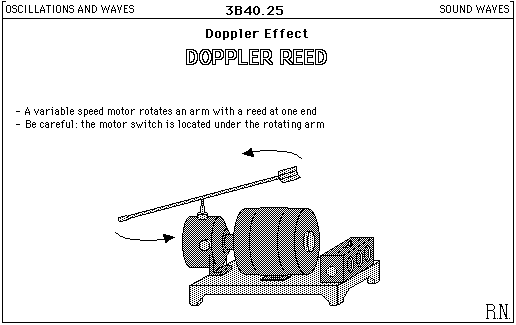 OSCILLATIONS AND WAVES 3B40.25 SOUND WAVES
Doppler Effect
DOPPLER REED
- A variable speed motor rotates an arm with a reed at one end
- Be careful: the motor switch is located under the rotating arm
R.N.